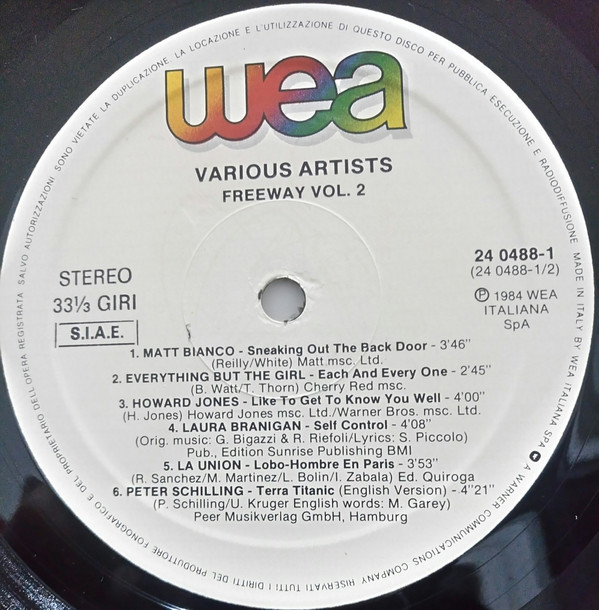 SONO VIETATE LA DUPLICAZIONE, LA LOCAZIONE E L'UTILIZZAZIONE DI QUESTO DISCO PER PUBBLICA ESECUZIONE E RADIODIFFUSIONE. MADE IN ITALY BY WEA ITALIANA SPA
wea
VARIOUS ARTISTS
FREEWAY VOL. 2
STEREO
33⅓ GIRI
S.I.A.E.
24 0488-1
(24 0488-1/2)
Ⓟ 1984 WEA
ITALIANA
SpA
1. MATT BIANCO - Sneaking Out The Back Door - 3'46"
(Reilly/White) Matt msc. Ltd.
2. EVERYTHING BUT THE GIRL - Each And Every One - 2'45"
(B. Watt/T. Thorn) Cherry Red msc.
3. HOWARD JONES - Like To Get To Know You Well - 4'00"
(H. Jones) Howard Jones msc. Ltd./Warner Bros. msc. Ltd.
4. LAURA BRANIGAN - Self Control - 4'08"
(Orig. music: G. Bigazzi & R. Riefoli/Lyrics: S. Piccolo)
Pub., Edition Sunrise Publishing BMI
5. LA UNION - Lobo-Hombre En Paris - 3'53"
(R. Sanchez/M. Martinez/L. Bolin/I. Zabala) Ed. Quiroga
6. PETER SCHILLING - Terra Titanic (English Version) - 4"21"
(P. Schilling/U. Kruger English words: M. Garey)
Peer Musikverlag GmbH, Hamburg
A WARNER COMMUNICATIONS COMPANY RISERVATI TUTTI I DIRITTI DEL PRODUTTORE FONOGRAFICO E DEL PROPRIETARIO DELL'OPERA REGISTRATA. SALVO AUTORIZZAZIONI.